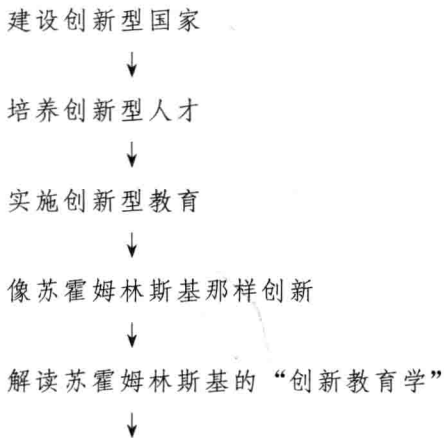 建设创新型国家
↓
培养创新型人才
↓
实施创新型教育
↓
像苏霍姆林斯基那样创新
↓
解读苏霍姆林斯基的“创新教育学”
↓